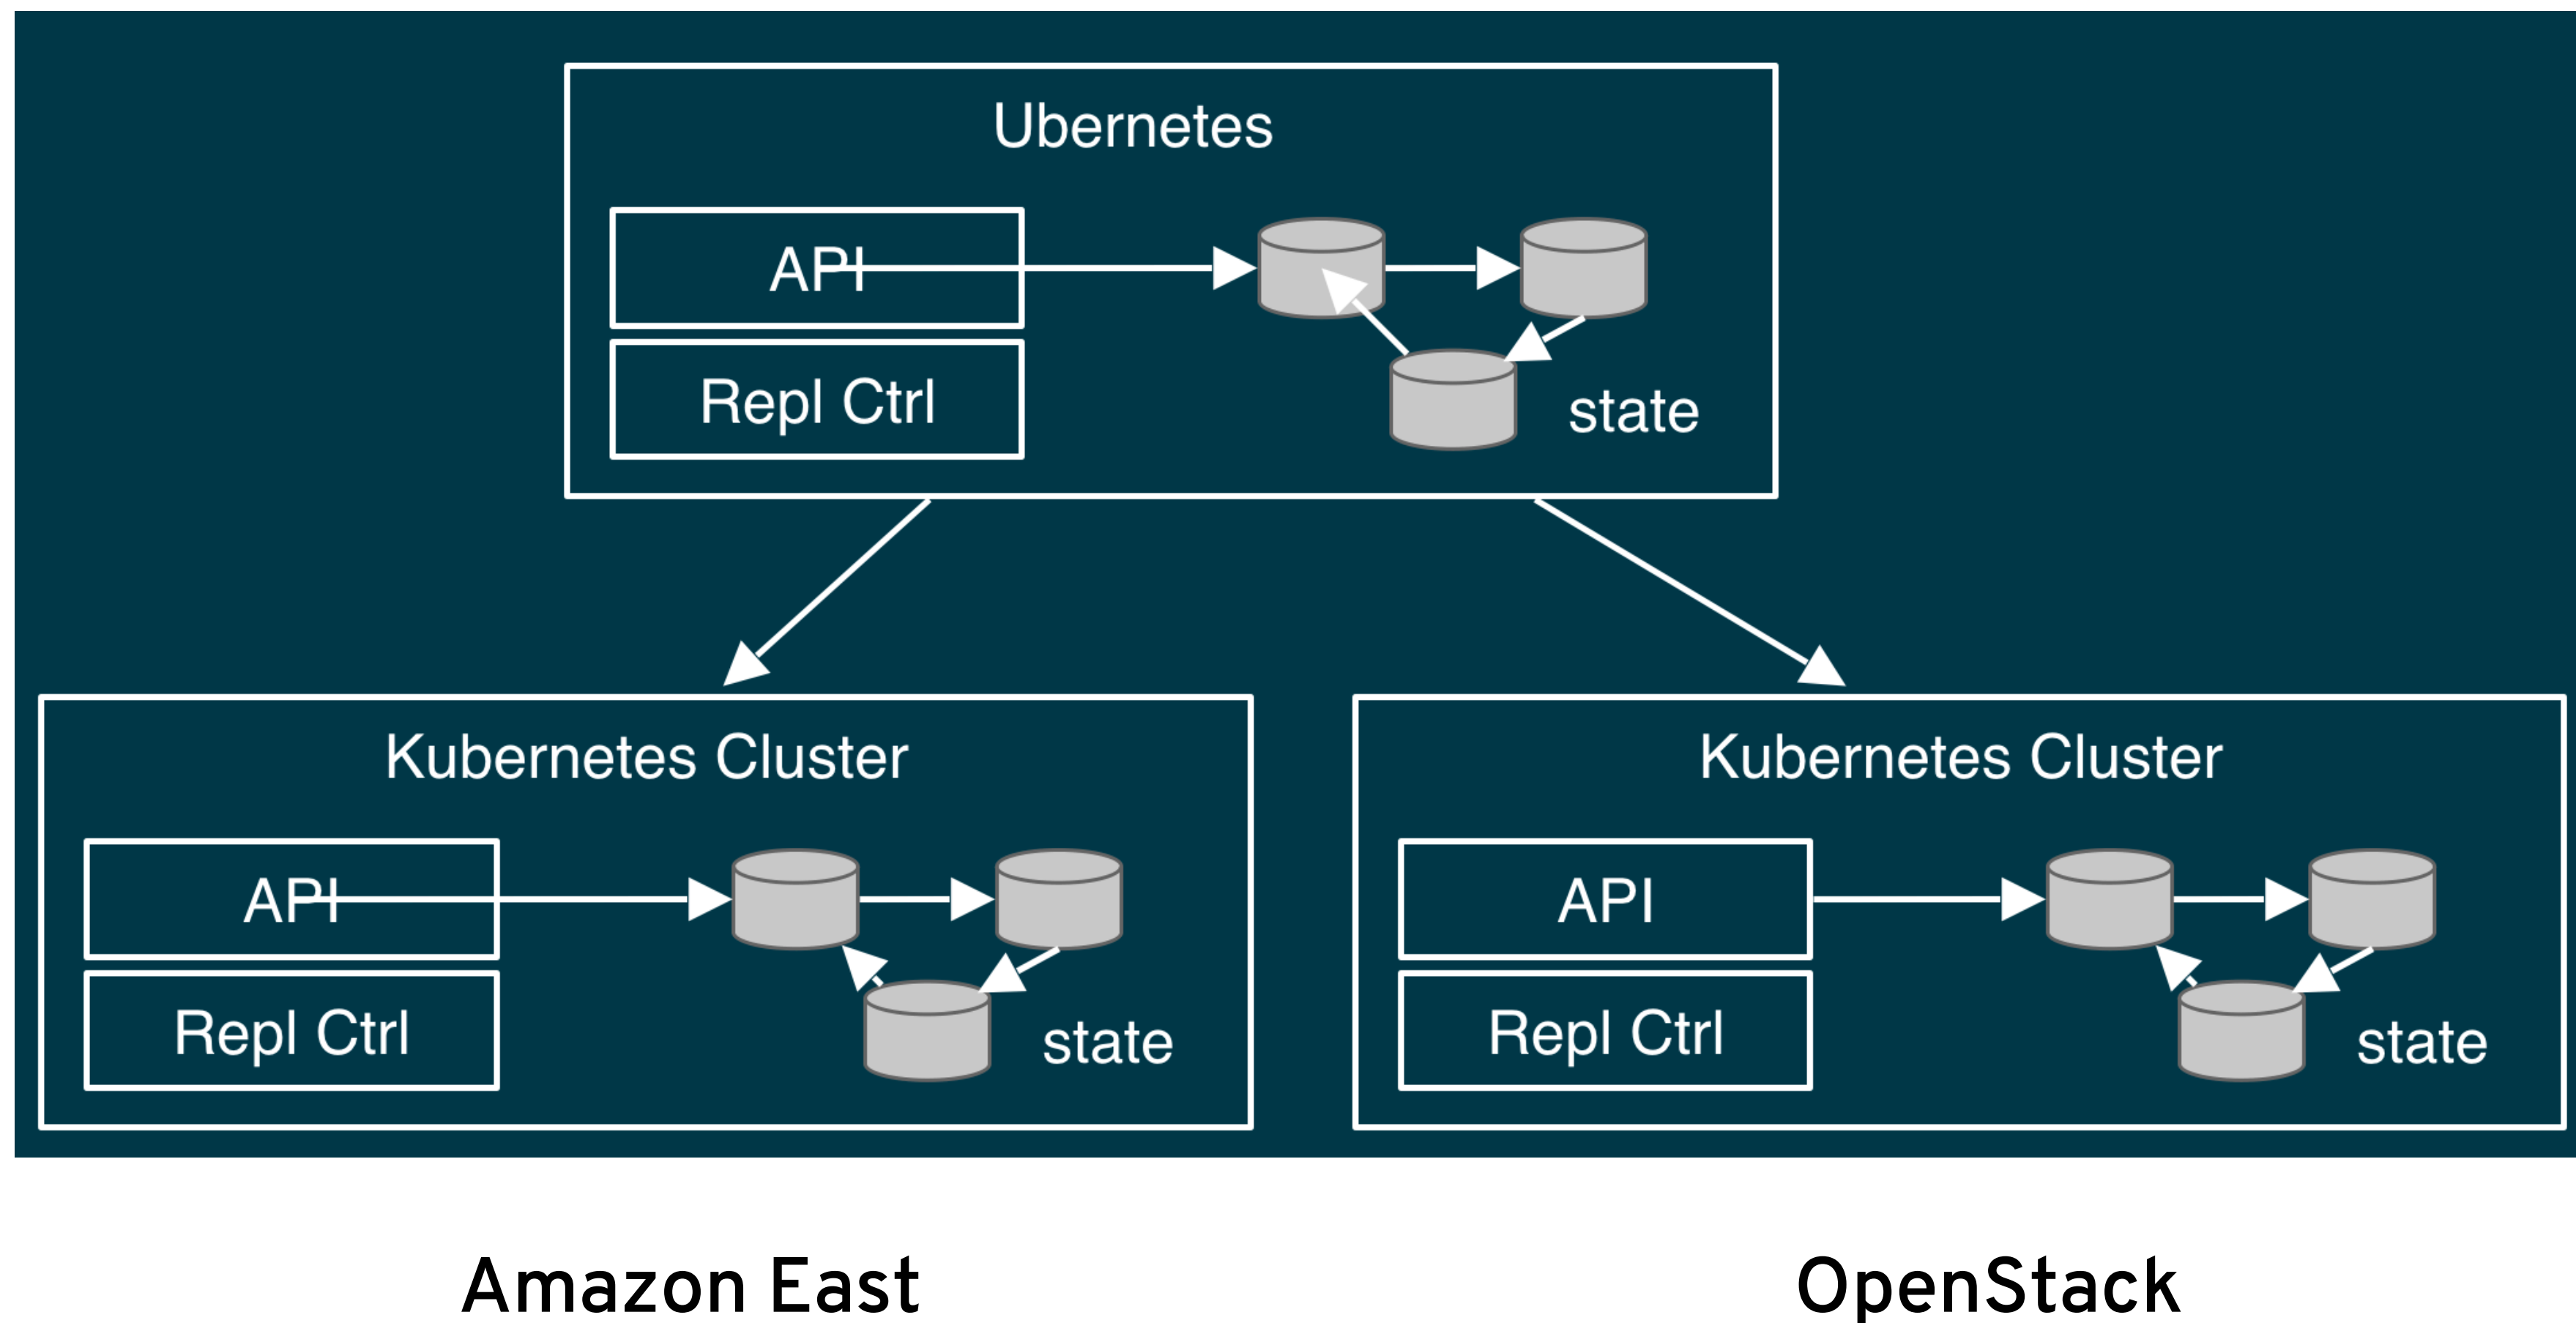 Ubernetes
API
Repl Ctrl
state
Kubernetes Cluster
API
Repl Ctrl
state
Kubernetes Cluster
API
Repl Ctrl
state
Amazon East
OpenStack